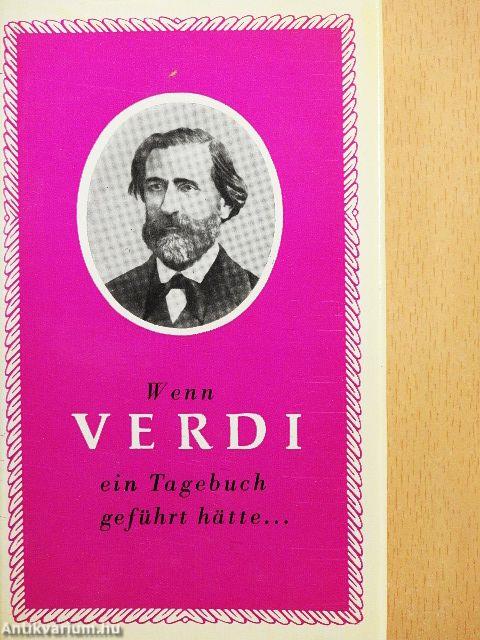 Wenn
VERDI
ein Tagebuch
geführt hätte...
Antikvarium.hu